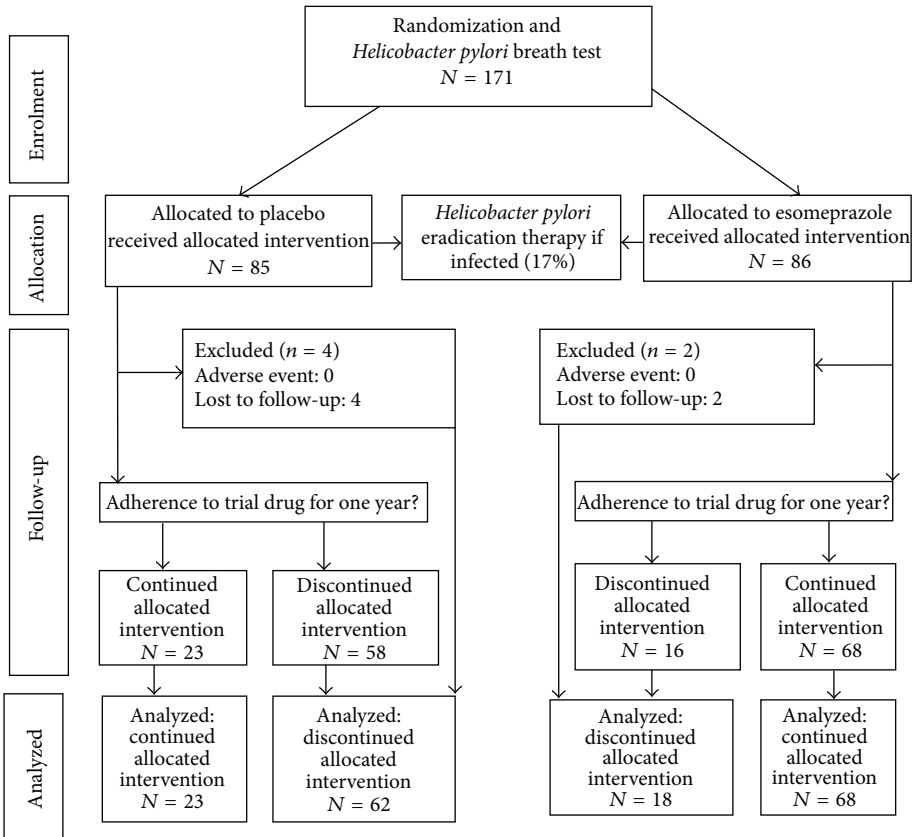 Enrolment
Randomization and
Helicobacter pylori breath test
N = 171
Allocation
Allocated to placebo
received allocated intervention
N = 85
Helicobacter pylori
eradication therapy if
infected (17%)
Allocated to esomeprazole
received allocated intervention
N = 86
Follow-up
Excluded (n = 4)
Adverse event: 0
Lost to follow-up: 4
Excluded (n = 2)
Adverse event: 0
Lost to follow-up: 2
Adherence to trial drug for one year?
Adherence to trial drug for one year?
Continued
allocated
intervention
N = 23
Discontinued
allocated
intervention
N = 58
Discontinued
allocated
intervention
N = 16
Continued
allocated
intervention
N = 68
Analyzed
Analyzed:
continued
allocated
intervention
N = 23
Analyzed:
discontinued
allocated
intervention
N = 62
Analyzed:
discontinued
allocated
intervention
N = 18
Analyzed:
continued
allocated
intervention
N = 68